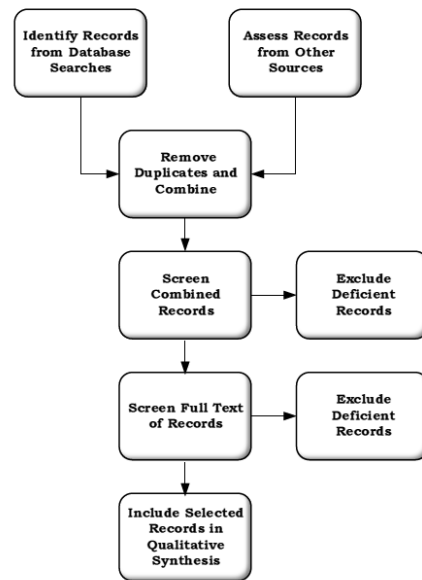 Identify Records
from Database
Searches
Assess Records
from Other
Sources
Remove
Duplicates and
Combine
Screen
Combined
Records
Exclude
Deficient
Records
Screen Full Text
of Records
Exclude
Deficient
Records
Include Selected
Records in
Qualitative
Synthesis